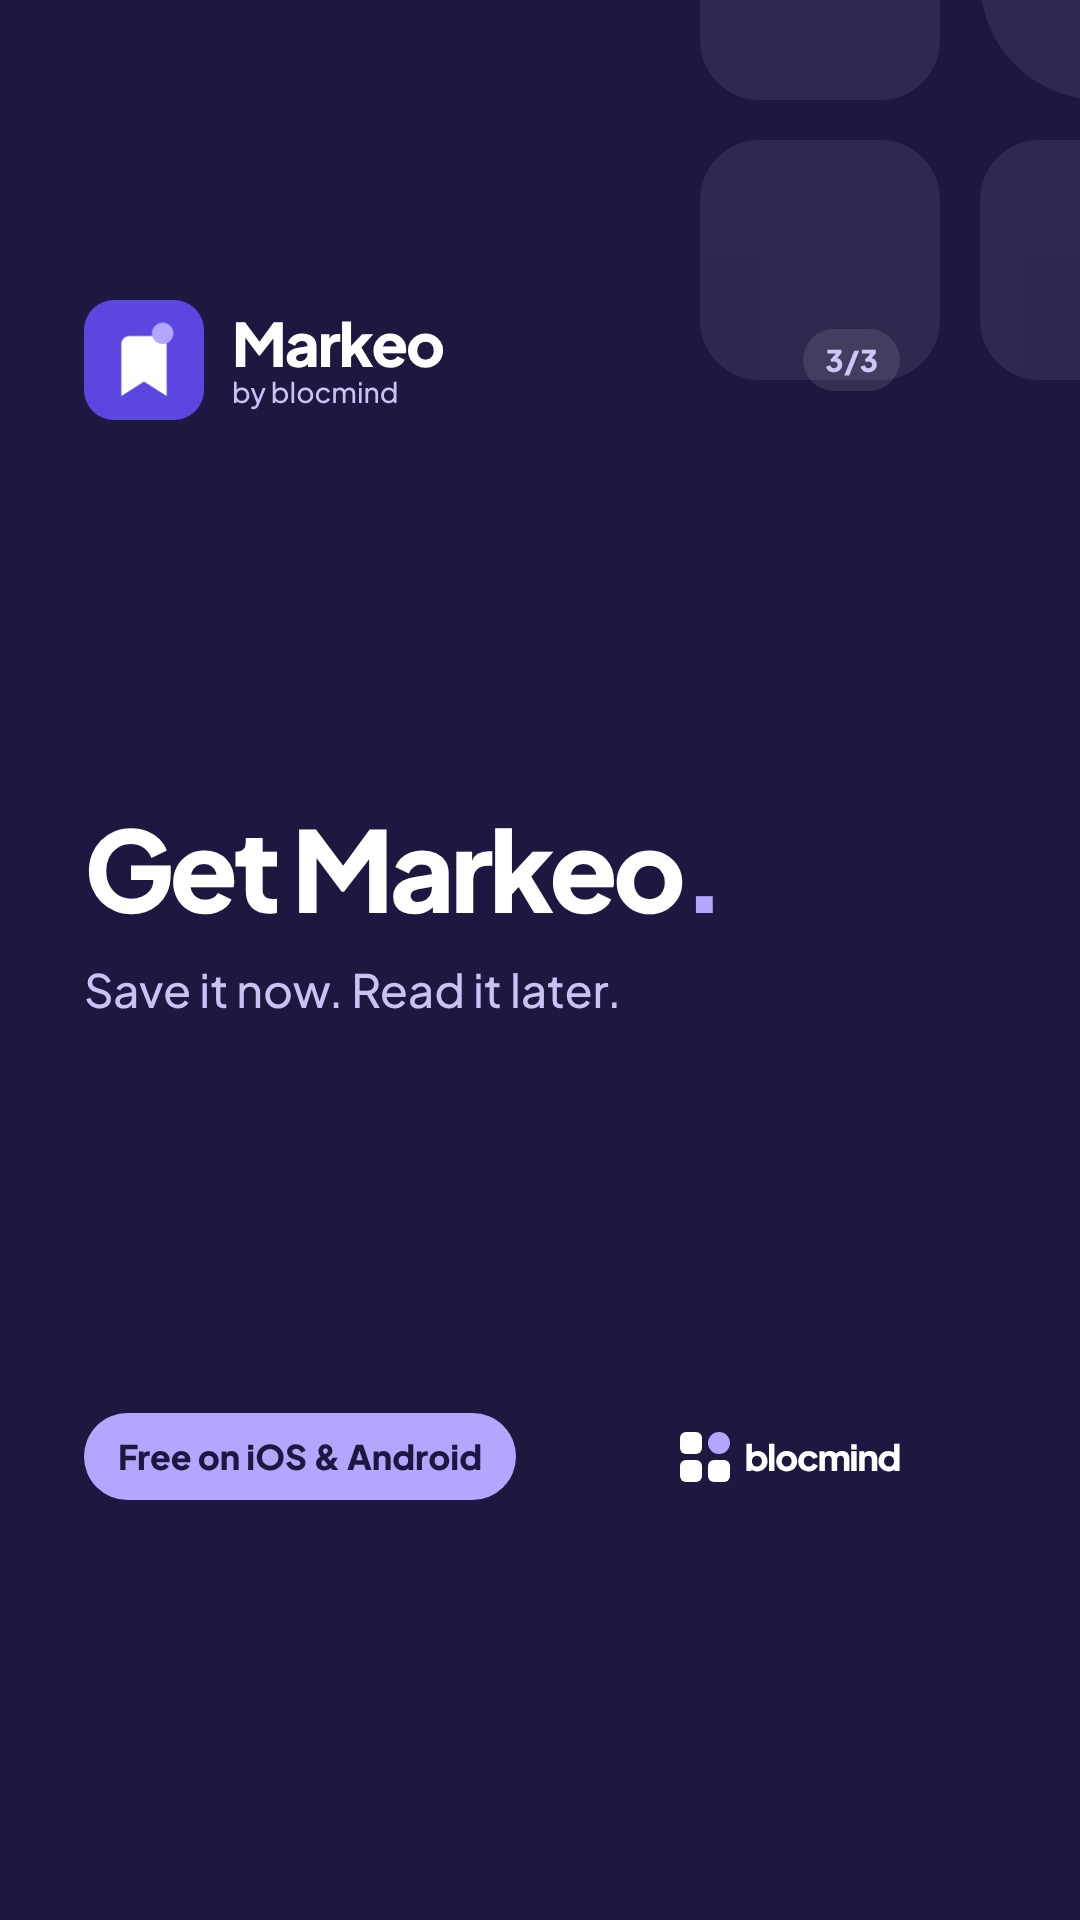 Markeo
by blocmind
3/3
Get Markeo.
Save it now. Read it later.
Free on iOS & Android
blocmind